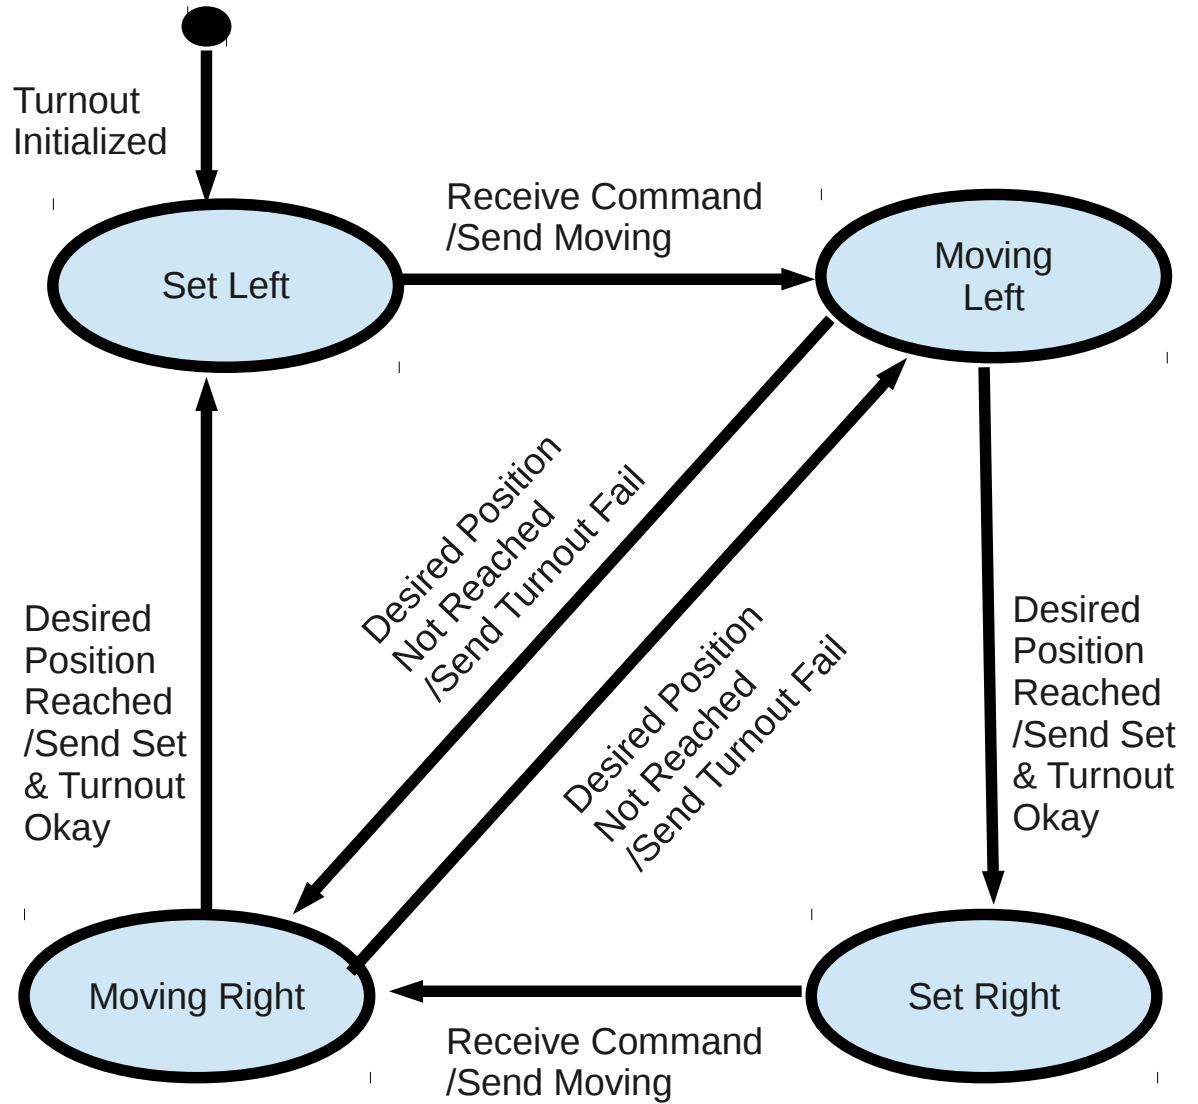 Turnout
Initialized
Receive Command
/Send Moving
Set Left
Moving
Left
Desired Position
Not Reached
/Send Turnout Fail
Desired Position
Not Reached
/Send Turnout Fail
Desired
Position
Reached
/Send Set
& Turnout
Okay
Desired
Position
Reached
/Send Set
& Turnout
Okay
Moving Right
Set Right
Receive Command
/Send Moving